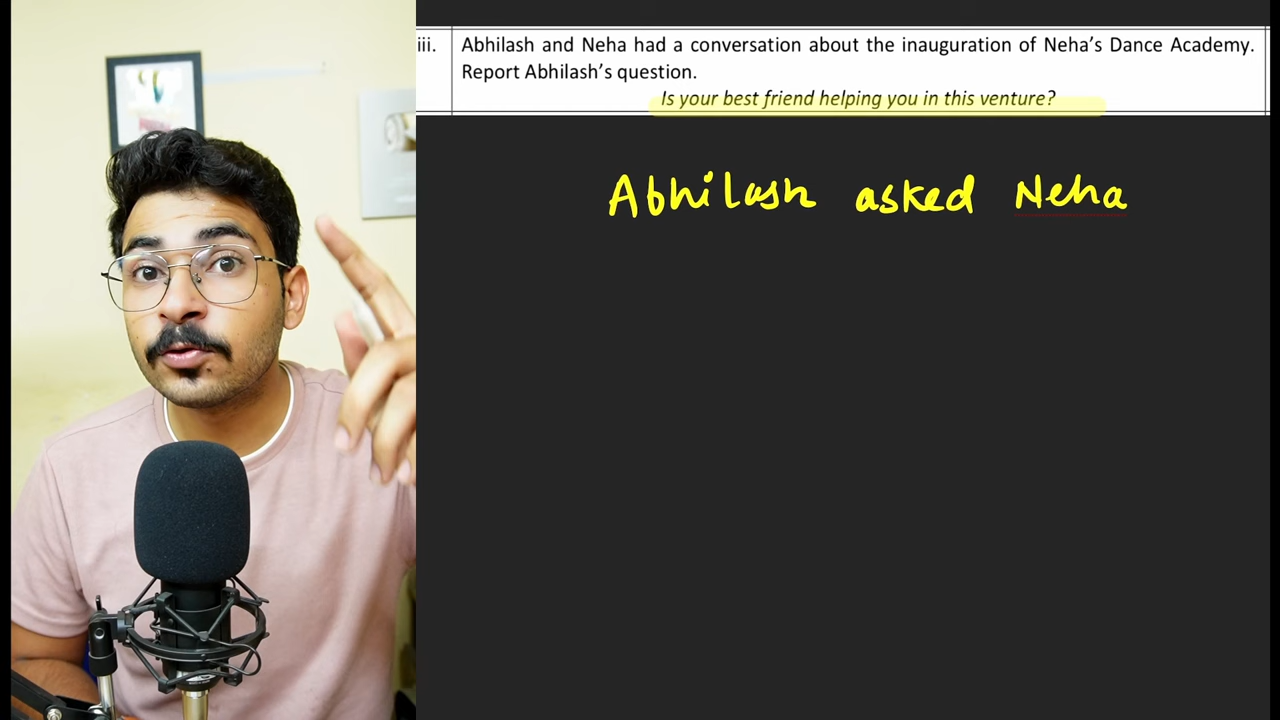 iii. Abhilash and Neha had a conversation about the inauguration of Neha’s Dance Academy.
Report Abhilash’s question.
Is your best friend helping you in this venture?
Abhilash asked Neha